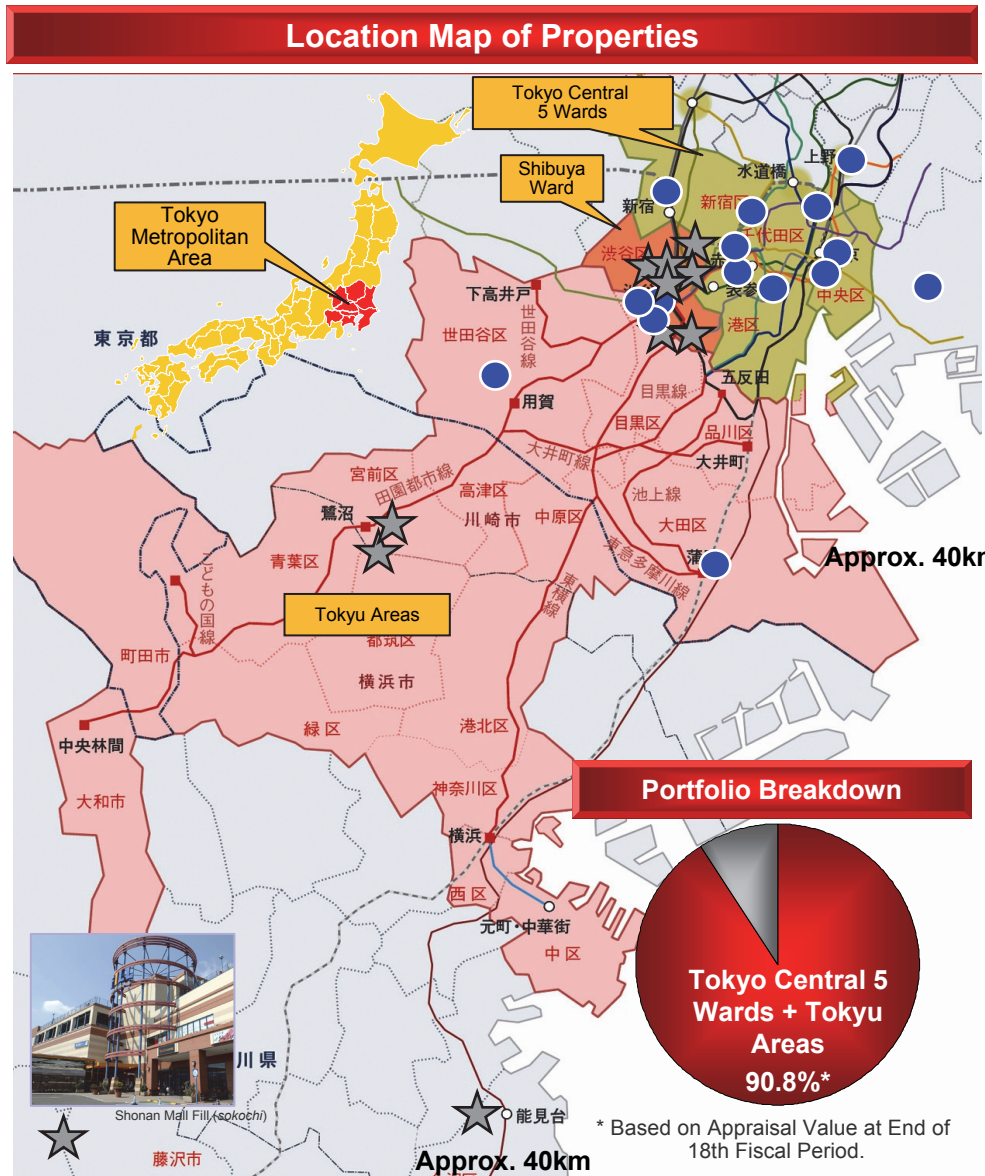 Location Map of Properties
Tokyo Central
5 Wards
Shibuya
Ward
Tokyo
Metropolitan
Area
上野
水道橋
新宿
新宿区
千代田区
渋谷区
中央区
港区
東京都
下高井戸
世田谷区
世田谷線
用賀
目黒線
五反田
目黒区
品川区
大井町
大井町線
宮前区
田園都市線
高津区
池上線
鷺沼
川崎市
中原区
大田区
青葉区
東急多摩川線
Approx. 40km
こどもの国線
東横線
Tokyu Areas
都筑区
町田市
横浜市
緑区
港北区
中央林間
大和市
神奈川区
Portfolio Breakdown
横浜
西区
元町・中華街
中区
Tokyo Central 5
Wards + Tokyu
Areas
90.8%*
川県
Shonan Mall Fill (sokochi)
能見台
* Based on Appraisal Value at End of
18th Fiscal Period.
藤沢市
Approx. 40km